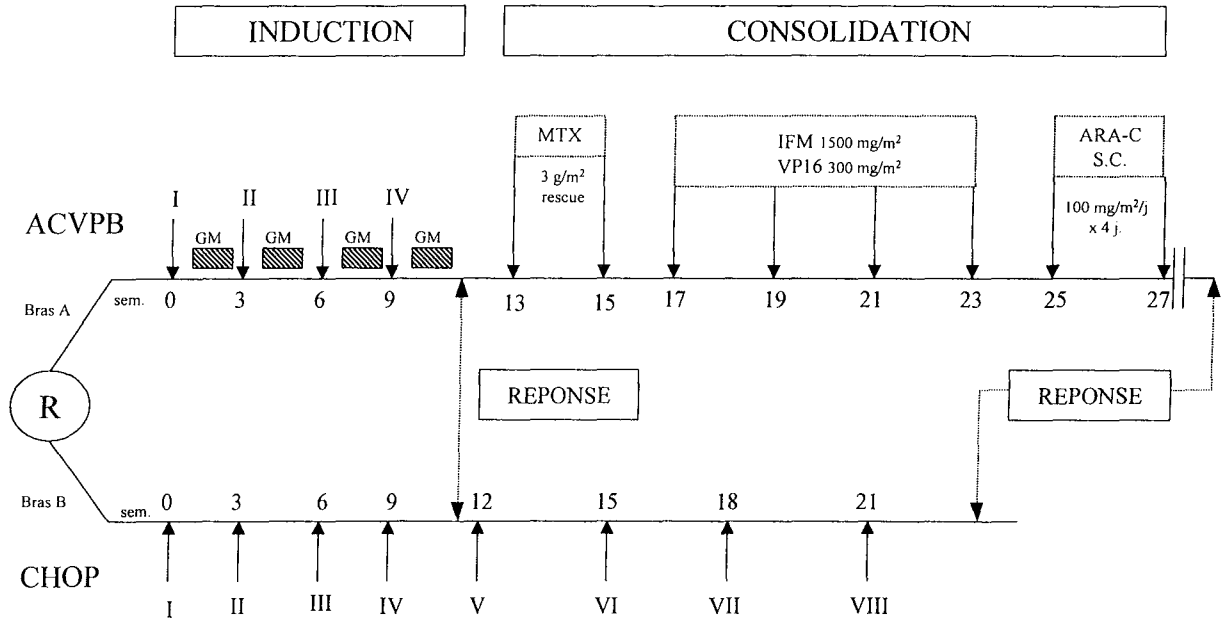 INDUCTION
CONSOLIDATION
MTX
3 g/m²
rescue
IFM 1500 mg/m²
VP16 300 mg/m²
ARA-C
S.C.
100 mg/m²/j
x 4 j.
I II III IV
ACVPB
GM GM GM GM
Bras A
sem. 0 3 6 9 13 15 17 19 21 23 25 27
R
REPONSE
REPONSE
Bras B
sem. 0 3 6 9 12 15 18 21
CHOP
I II III IV V VI VII VIII